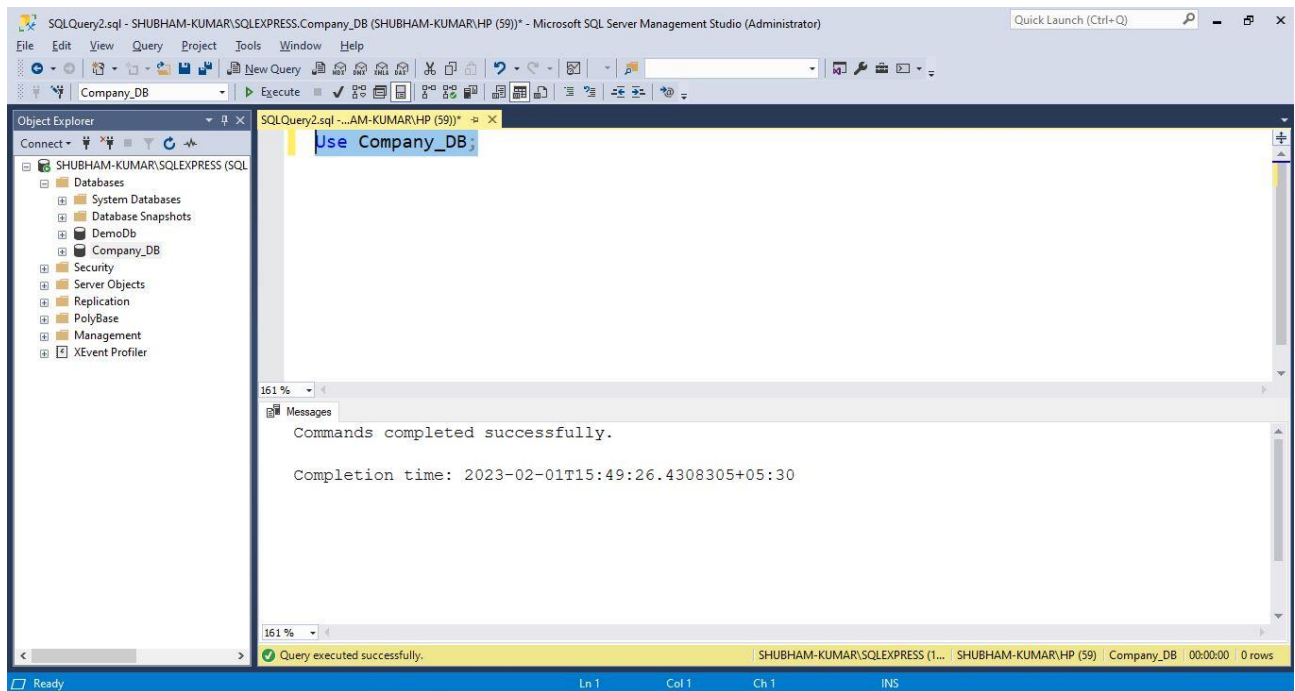 SQLQuery2.sql - SHUBHAM-KUMAR\SQLEXPRESS.Company_DB (SHUBHAM-KUMAR\HP (59))* - Microsoft SQL Server Management Studio (Administrator)
Quick Launch (Ctrl+Q)
File Edit View Query Project Tools Window Help
New Query
Company_DB
Execute
Object Explorer
SQLQuery2.sql -...AM-KUMAR\HP (59))*
Connect
Use Company_DB;
SHUBHAM-KUMAR\SQLEXPRESS (SQL
Databases
System Databases
Database Snapshots
DemoDb
Company_DB
Security
Server Objects
Replication
PolyBase
Management
XEvent Profiler
161 %
Messages
Commands completed successfully.
Completion time: 2023-02-01T15:49:26.4308305+05:30
161 %
Query executed successfully.
SHUBHAM-KUMAR\SQLEXPRESS (1... SHUBHAM-KUMAR\HP (59) Company_DB 00:00:00 0 rows
Ready Ln 1 Col 1 Ch 1 INS